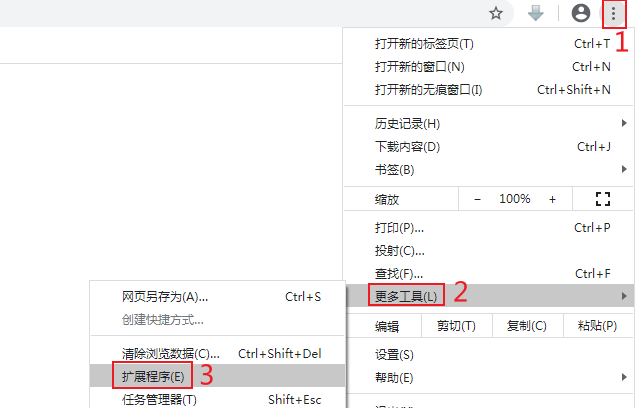 1
打开新的标签页(T) Ctrl+T
打开新的窗口(N) Ctrl+N
打开新的无痕窗口(I) Ctrl+Shift+N
历史记录(H)
下载内容(D) Ctrl+J
书签(B)
缩放 − 100% +
打印(P)... Ctrl+P
投射(C)...
查找(F)... Ctrl+F
更多工具(L) 2
编辑 剪切(T) 复制(C) 粘贴(P)
设置(S)
帮助(E)
网页另存为(A)... Ctrl+S
创建快捷方式...
清除浏览数据(C)... Ctrl+Shift+Del
扩展程序(E) 3
任务管理器(T) Shift+Esc